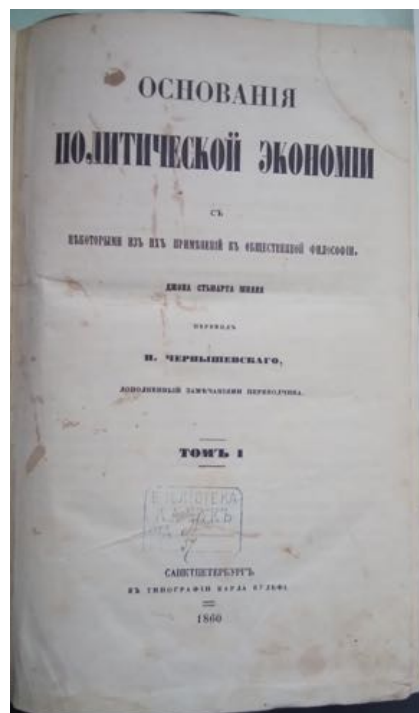 ОСНОВАНІЯ
ПОЛИТИЧЕСКОЙ ЭКОНОМІИ
СЪ
НѢКОТОРЫМИ ИЗЪ ИХЪ ПРИМѢНЕНІЙ КЪ ОБЩЕСТВЕННОЙ ФИЛОСОФІИ.
ДЖОНА СТЬЮАРТА МИЛЛЯ
ПЕРЕВОДЪ
Н. ЧЕРНЫШЕВСКАГО,
ДОПОЛНЕННЫЙ ЗАМѢЧАНІЯМИ ПЕРЕВОДЧИКА.
ТОМЪ I
БИБЛІОТЕКА
САНКТПЕТЕРБУРГЪ
ВЪ ТИПОГРАФІИ КАРЛА ВУЛЬФА
1860